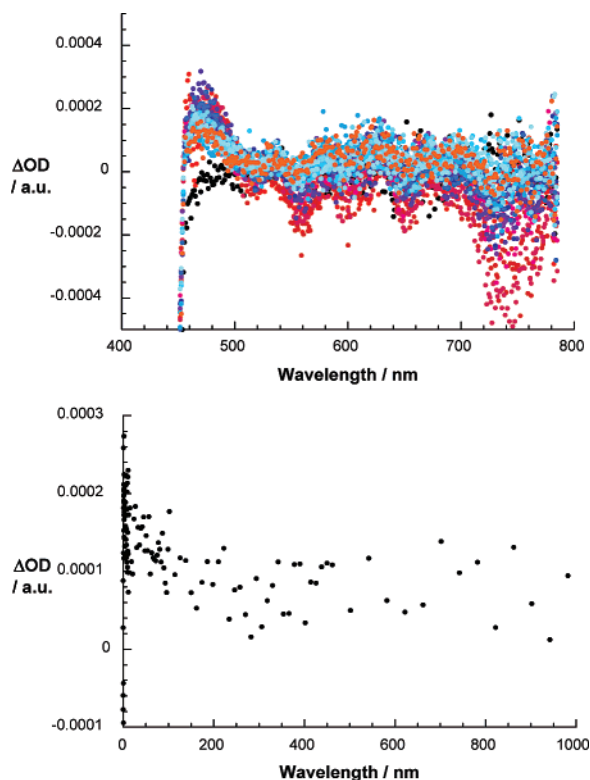 0.0004
0.0002
0
-0.0002
-0.0004
ΔOD
/ a.u.
400 500 600 700 800
Wavelength / nm
0.0003
0.0002
0.0001
0
-0.0001
ΔOD
/ a.u.
0 200 400 600 800 1000
Wavelength / nm